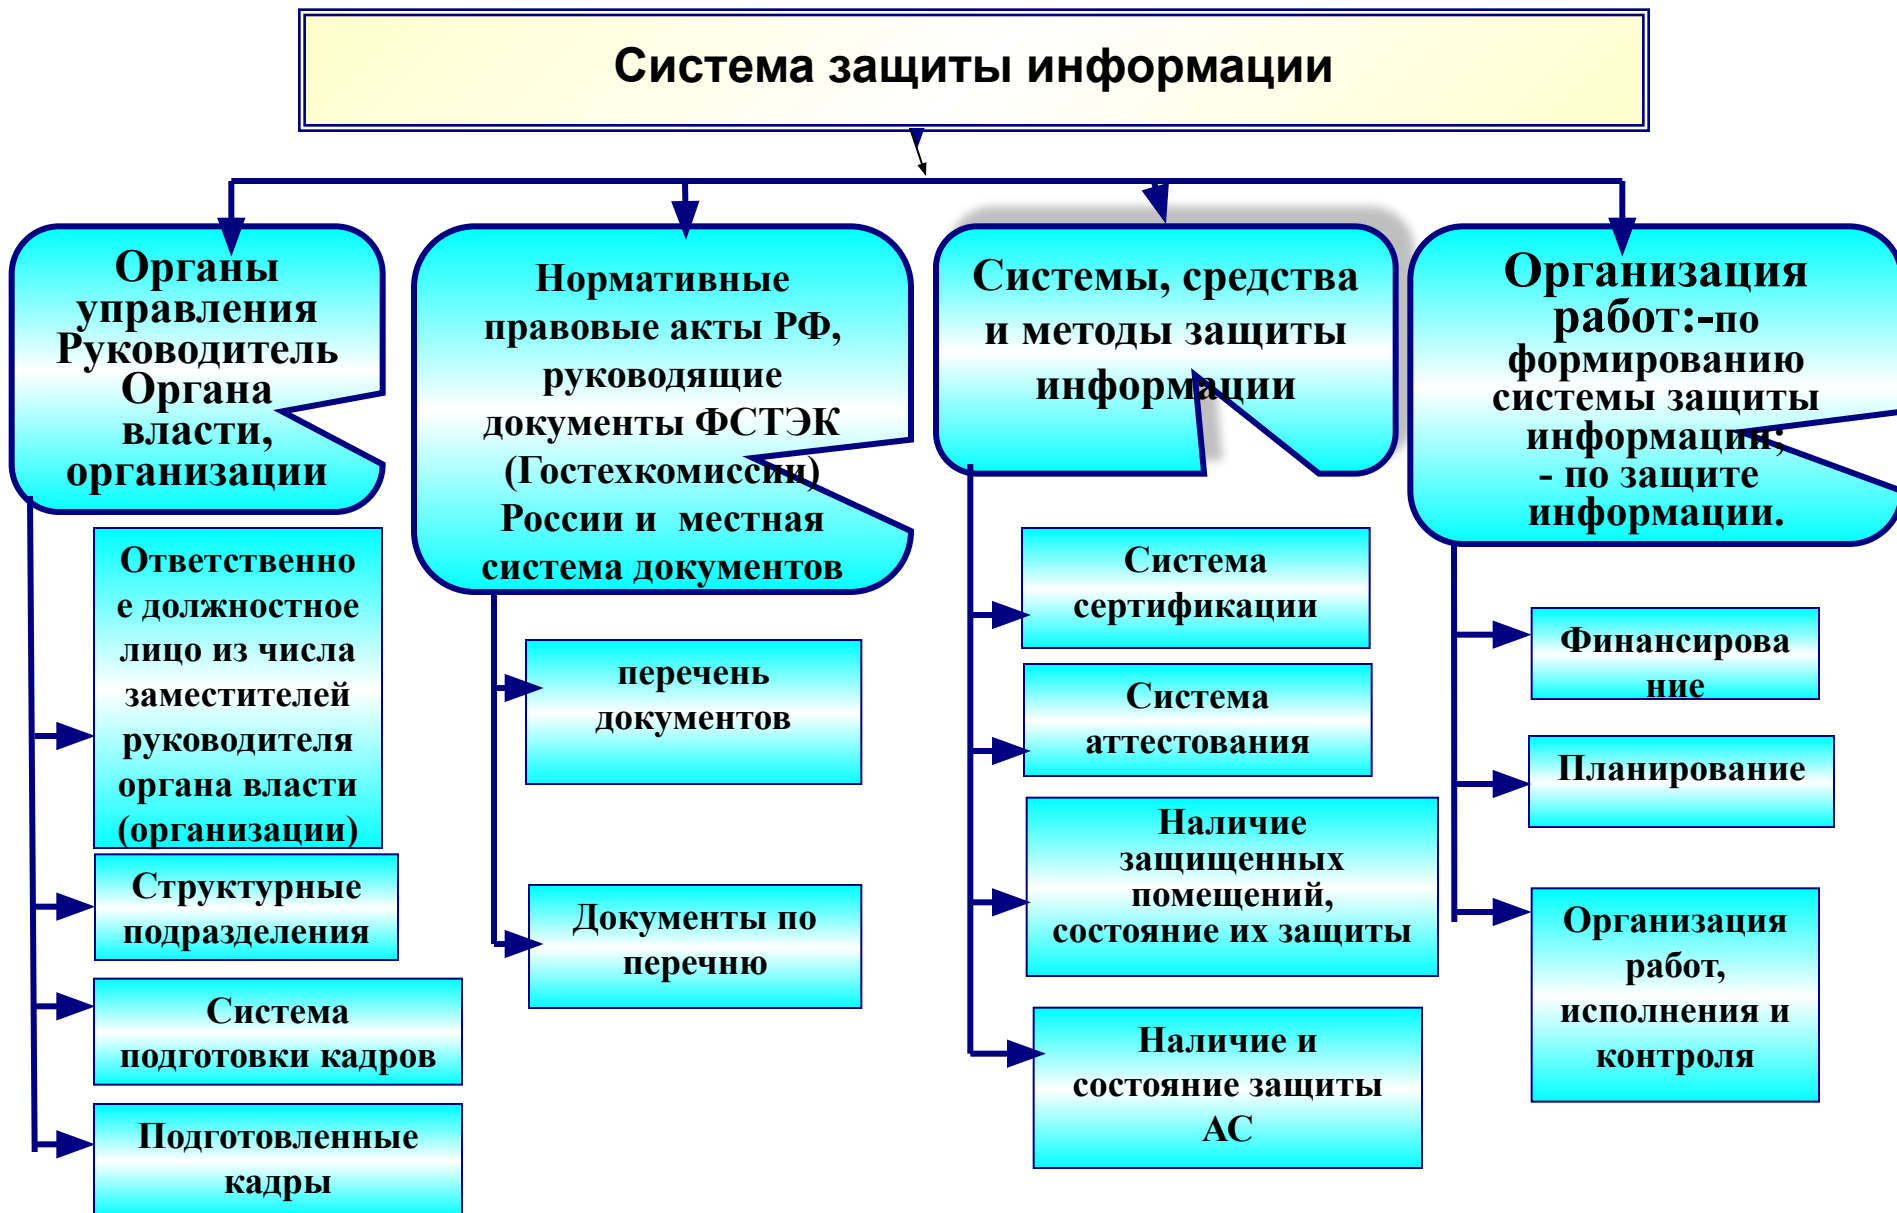 Система защиты информации
Органы
управления
Руководитель
Органа
власти,
организации
Ответственно
е должностное
лицо из числа
заместителей
руководителя
органа власти
(организации)
Структурные
подразделения
Система
подготовки кадров
Подготовленные
кадры
Нормативные
правовые акты РФ,
руководящие
документы ФСТЭК
(Гостехкомиссии)
России и местная
система документов
перечень
документов
Документы по
перечню
Системы, средства
и методы защиты
информации
Система
сертификации
Система
аттестования
Наличие
защищенных
помещений,
состояние их защиты
Наличие и
состояние защиты
АС
Организация
работ:-по
формированию
системы защиты
информации;
- по защите
информации.
Финансирова
ние
Планирование
Организация
работ,
исполнения и
контроля